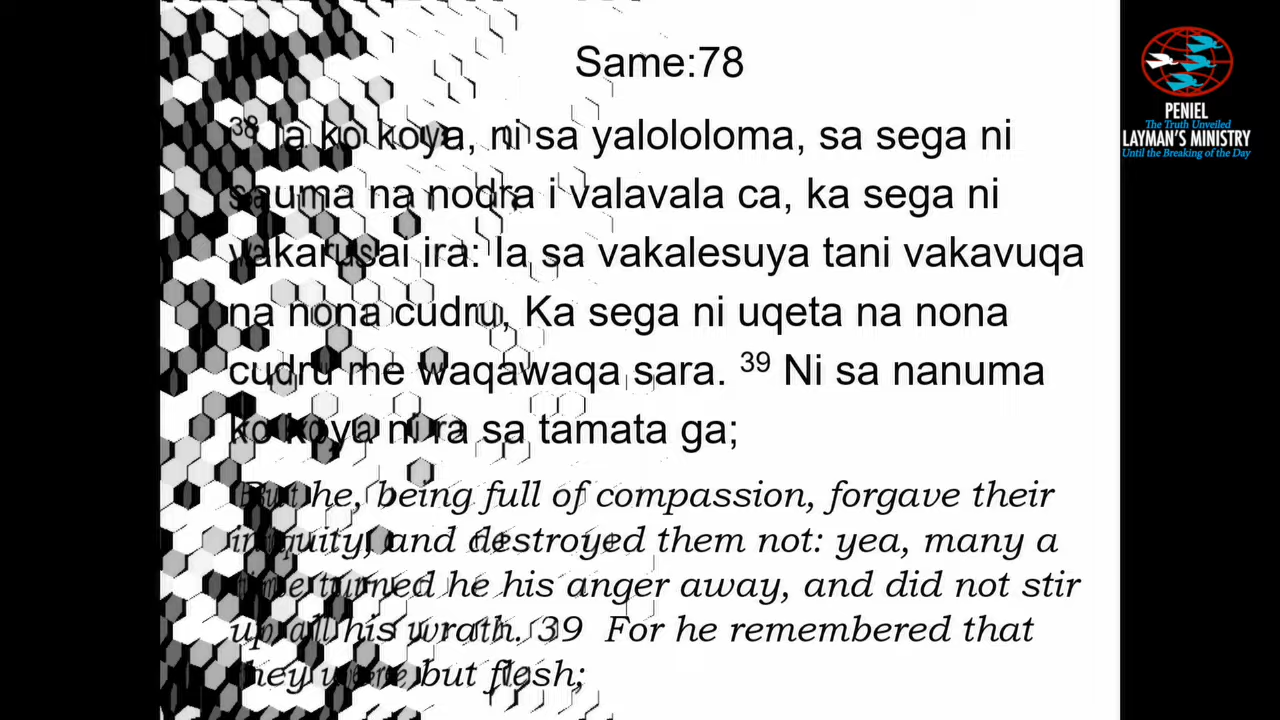 Same:78
38 Ia ko koya, ni sa yalololoma, sa sega ni
sauma na nodra i valavala ca, ka sega ni
vakarusai ira: Ia sa vakalesuya tani vakavuqa
na nona cudru, Ka sega ni uqeta na nona
cudru me waqawaqa sara. 39 Ni sa nanuma
ko koya ni ra sa tamata ga;
But he, being full of compassion, forgave their
iniquity, and destroyed them not: yea, many a
time turned he his anger away, and did not stir
up all his wrath. 39 For he remembered that
they were but flesh;
PENIEL
The Truth Unveiled
LAYMAN'S MINISTRY
Until the Breaking of the Day